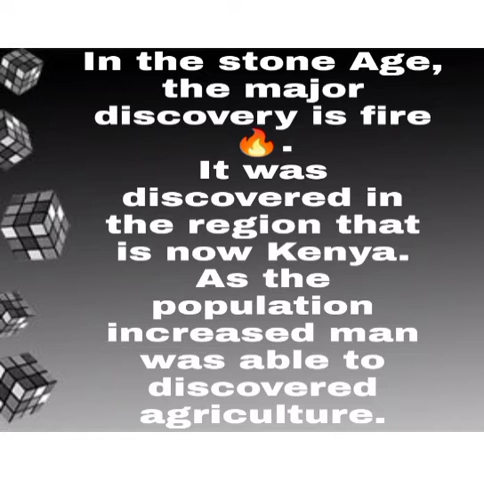 In the stone Age,
the major
discovery is fire
🔥.
It was
discovered in
the region that
is now Kenya.
As the
population
increased man
was able to
discovered
agriculture.